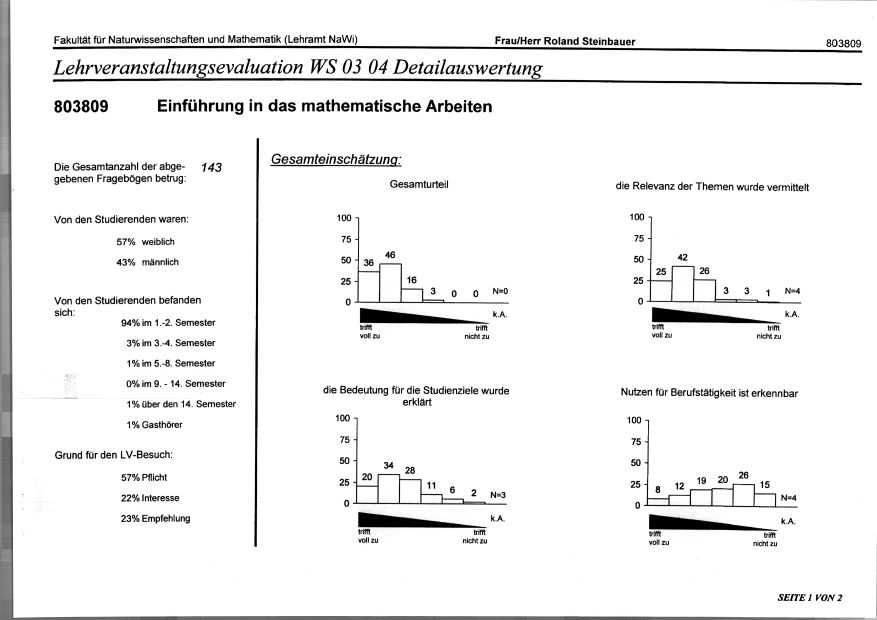 Fakultät für Naturwissenschaften und Mathematik (Lehramt NaWi) Frau/Herr Roland Steinbauer 803809
Lehrveranstaltungsevaluation WS 03 04 Detailauswertung
803809 Einführung in das mathematische Arbeiten
Die Gesamtanzahl der abge- 143
gebenen Fragebögen betrug:
Von den Studierenden waren:
57% weiblich
43% männlich
Von den Studierenden befanden
sich:
94% im 1.-2. Semester
3% im 3.-4. Semester
1% im 5.-8. Semester
0% im 9. - 14. Semester
1% über den 14. Semester
1% Gasthörer
Grund für den LV-Besuch:
57% Pflicht
22% Interesse
23% Empfehlung
Gesamteinschätzung:
Gesamturteil
100
75
50
25
0
36 46 16 3 0 0 N=0
k.A.
trifft trifft
voll zu nicht zu
die Relevanz der Themen wurde vermittelt
100
75
50
25
0
25 42 26 3 3 1 N=4
k.A.
trifft trifft
voll zu nicht zu
die Bedeutung für die Studienziele wurde
erklärt
100
75
50
25
0
20 34 28 11 6 2 N=3
k.A.
trifft trifft
voll zu nicht zu
Nutzen für Berufstätigkeit ist erkennbar
100
75
50
25
0
8 12 19 20 26 15 N=4
k.A.
trifft trifft
voll zu nicht zu
SEITE 1 VON 2